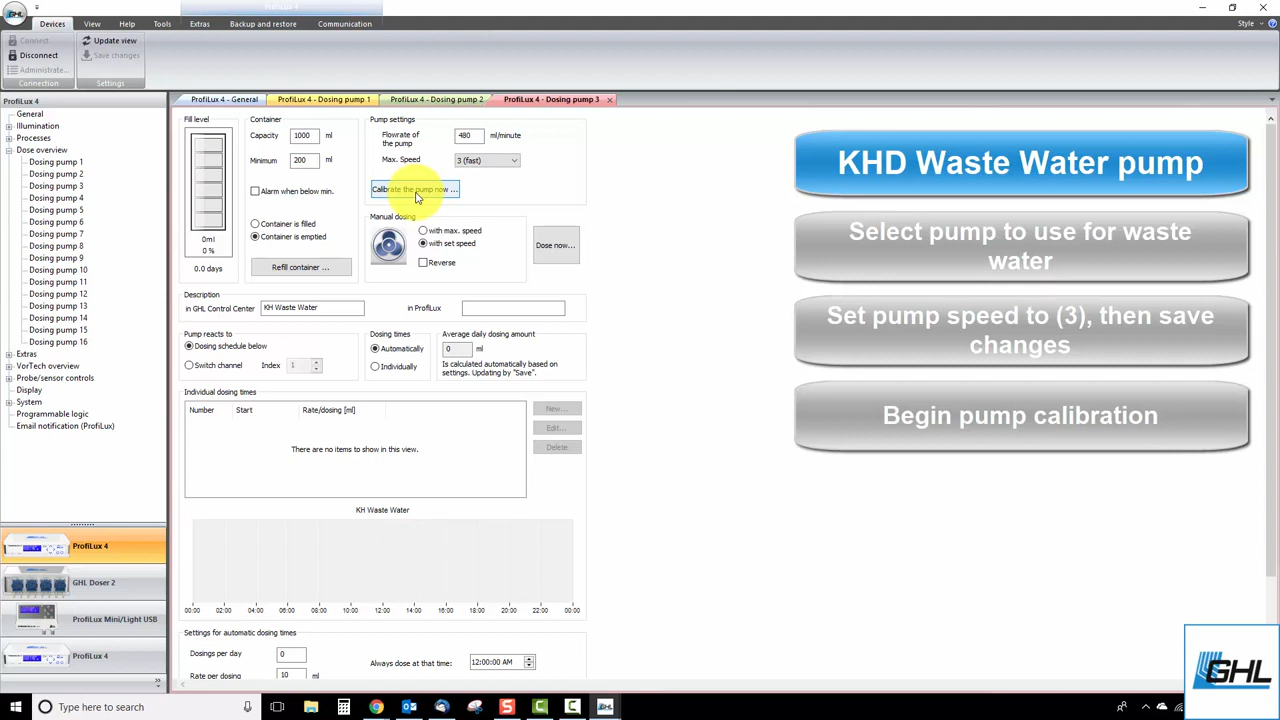 GHL
ProfiLux 4
Devices View Help Tools Extras Backup and restore Communication Style
Connect
Disconnect
Administrate...
Connection
Update view
Save changes
Settings
ProfiLux 4
General
Illumination
Processes
Dose overview
Dosing pump 1
Dosing pump 2
Dosing pump 3
Dosing pump 4
Dosing pump 5
Dosing pump 6
Dosing pump 7
Dosing pump 8
Dosing pump 9
Dosing pump 10
Dosing pump 11
Dosing pump 12
Dosing pump 13
Dosing pump 14
Dosing pump 15
Dosing pump 16
Extras
VorTech overview
Probe/sensor controls
Display
System
Programmable logic
Email notification (ProfiLux)
ProfiLux 4
GHL Doser 2
ProfiLux Mini/Light USB
ProfiLux 4
ProfiLux 4 - General ProfiLux 4 - Dosing pump 1 ProfiLux 4 - Dosing pump 2 ProfiLux 4 - Dosing pump 3
Fill level
0ml
0 %
0.0 days
Container
Capacity 1000 ml
Minimum 200 ml
Alarm when below min.
Container is filled
Container is emptied
Refill container ...
Pump settings
Flowrate of
the pump 480 ml/minute
Max. Speed 3 (fast)
Calibrate the pump now ...
Manual dosing
with max. speed
with set speed
Reverse
Dose now...
Description
in GHL Control Center KH Waste Water in ProfiLux
Pump reacts to
Dosing schedule below
Switch channel Index 1
Dosing times
Automatically
Individually
Average daily dosing amount
0 ml
Is calculated automatically based on
settings. Updating by "Save".
Individual dosing times
Number Start Rate/dosing [ml]
There are no items to show in this view.
New...
Edit...
Delete
KH Waste Water
00:00 02:00 04:00 06:00 08:00 10:00 12:00 14:00 16:00 18:00 20:00 22:00 00:00
Settings for automatic dosing times
Dosings per day 0
Rate per dosing 10 ml
Always dose at that time: 12:00:00 AM
KHD Waste Water pump
Select pump to use for waste
water
Set pump speed to (3), then save
changes
Begin pump calibration
GHL
Type here to search